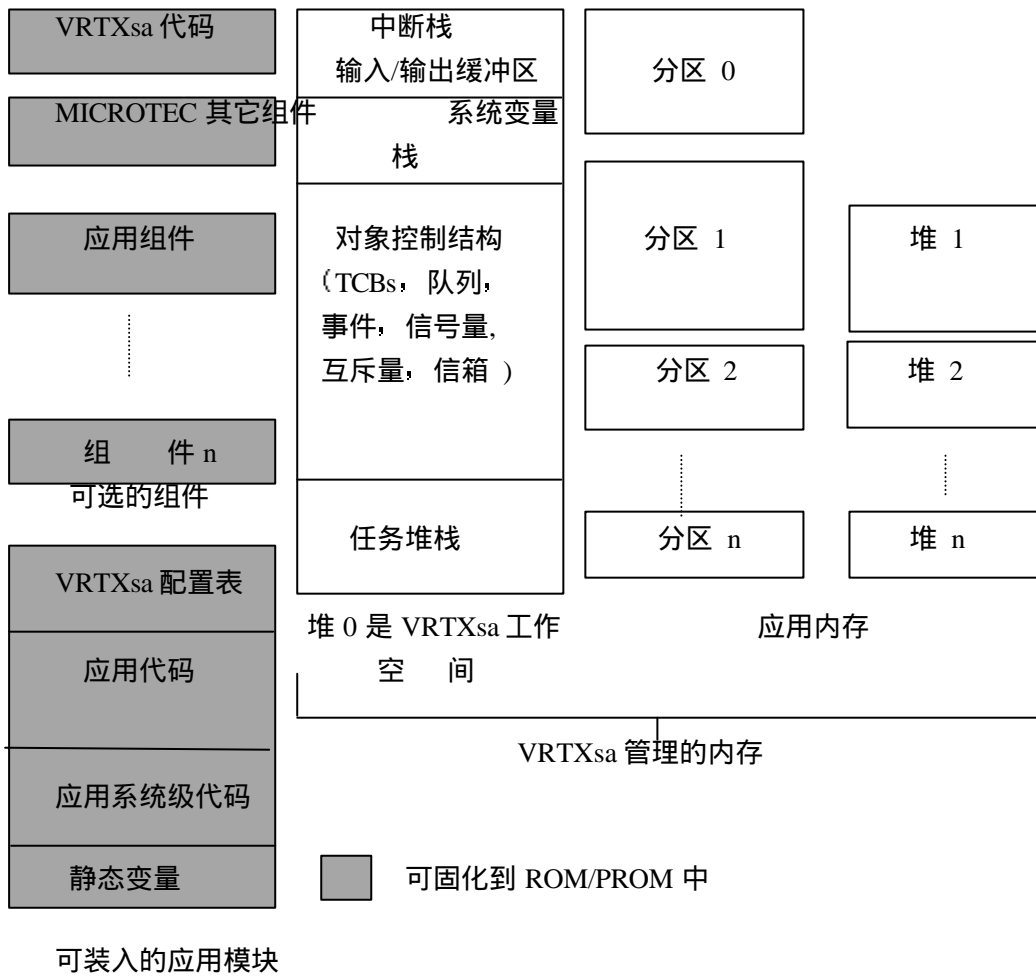 VRTXsa 代码
MICROTEC 其它组件
应用组件
组 件 n
可选的组件
VRTXsa 配置表
应用代码
应用系统级代码
静态变量
可装入的应用模块
中断栈
输入/输出缓冲区
系统变量
栈
对象控制结构
(TCBs，队列，
事件，信号量,
互斥量，信箱 )
任务堆栈
堆 0 是 VRTXsa 工作
空 间
分区 0
分区 1
分区 2
分区 n
堆 1
堆 2
堆 n
应用内存
VRTXsa 管理的内存
可固化到 ROM/PROM 中